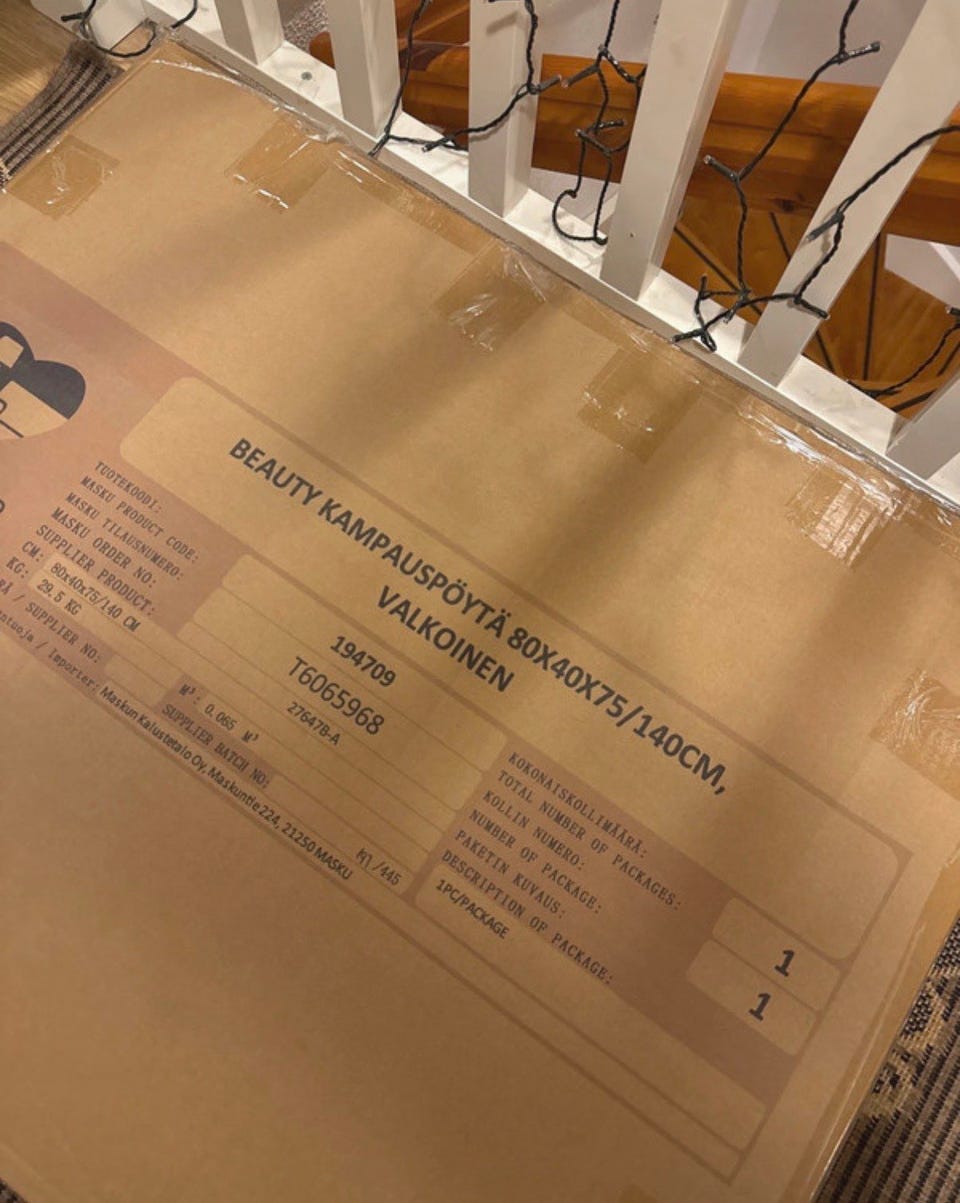 BEAUTY KAMPAUSPÖYTÄ 80X40X75/140CM,
VALKOINEN
TUOTEKOODI:
MASKU PRODUCT CODE:
194709
MASKU TILAUSNUMERO:
MASKU ORDER NO:
T6065968
SUPPLIER PRODUCT:
27647B-A
CM: 80x40x75/140 CM
KG: 29.5 KG
M³: 0.065 M³
/ SUPPLIER NO:
SUPPLIER BATCH NO:
/445
/ Importer: Maskun Kalustetalo Oy, Maskuntie 224, 21250 MASKU
KOKONAISKOLLIMÄÄRÄ:
TOTAL NUMBER OF PACKAGES:
1
KOLLIN NUMERO:
NUMBER OF PACKAGE:
1
PAKETIN KUVAUS:
DESCRIPTION OF PACKAGE:
1PC/PACKAGE